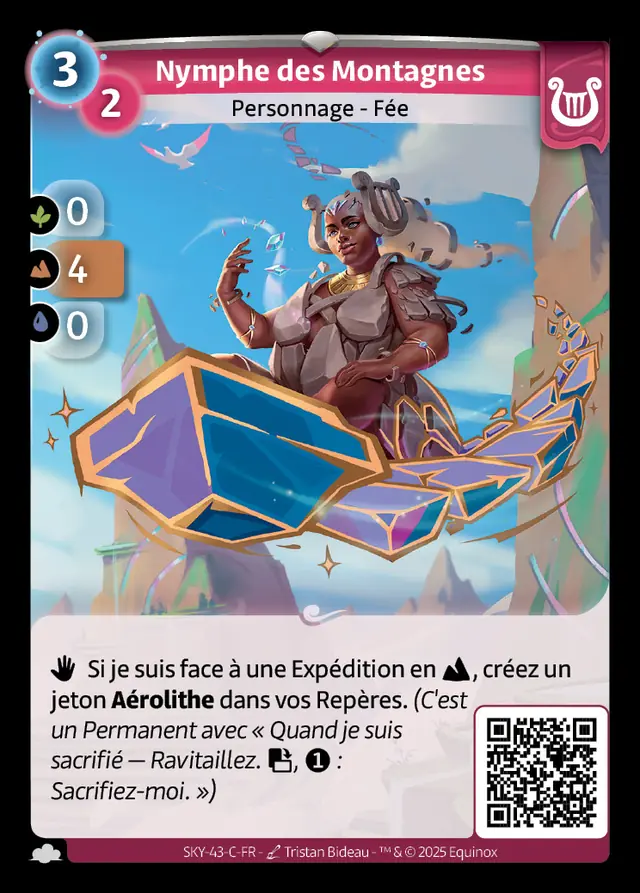 3
Nymphe des Montagnes
2
Personnage - Fée
0
4
0
Si je suis face à une Expédition en , créez un
jeton Aérolithe dans vos Repères. (C'est
un Permanent avec « Quand je suis
sacrifié — Ravitaillez. , 1 :
Sacrifiez-moi. »)
SKY-43-C-FR - Tristan Bideau - ™ & © 2025 Equinox